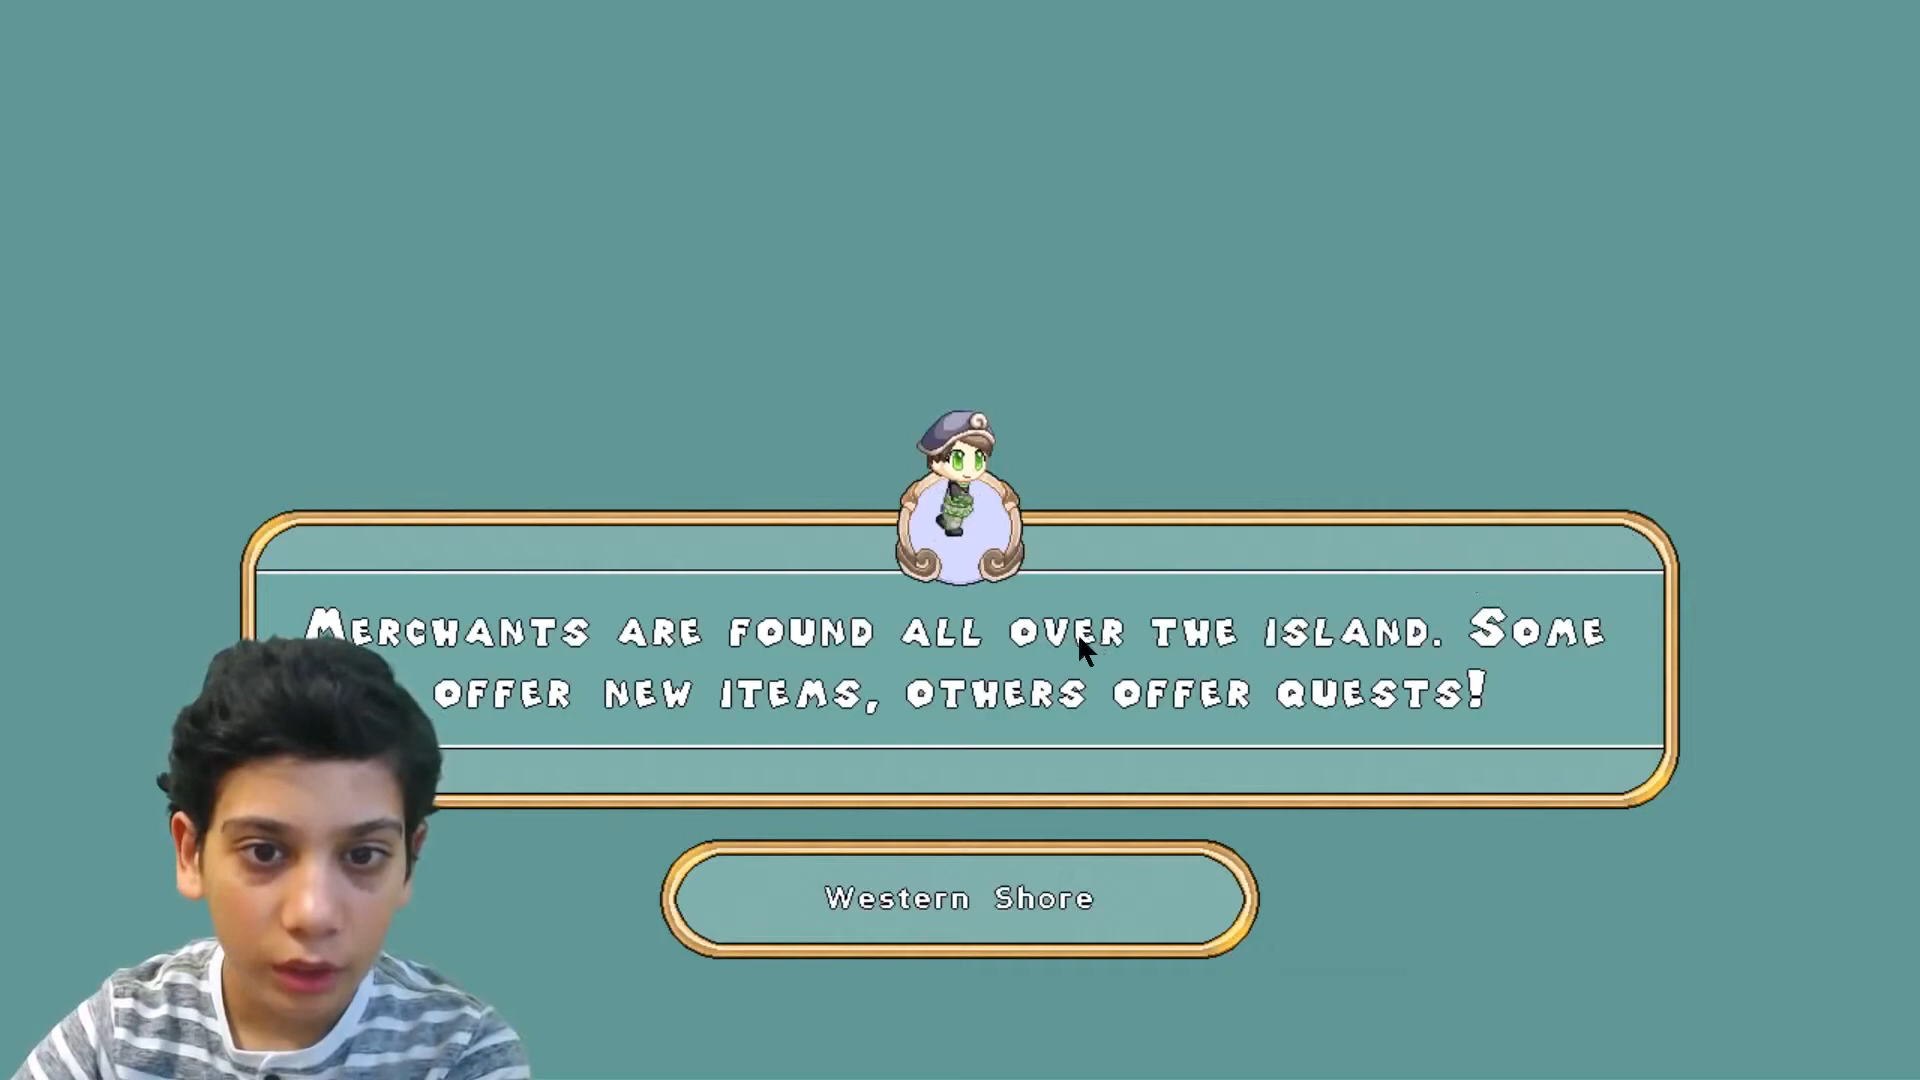 Merchants are found all over the island. Some
offer new items, others offer quests!
Western Shore